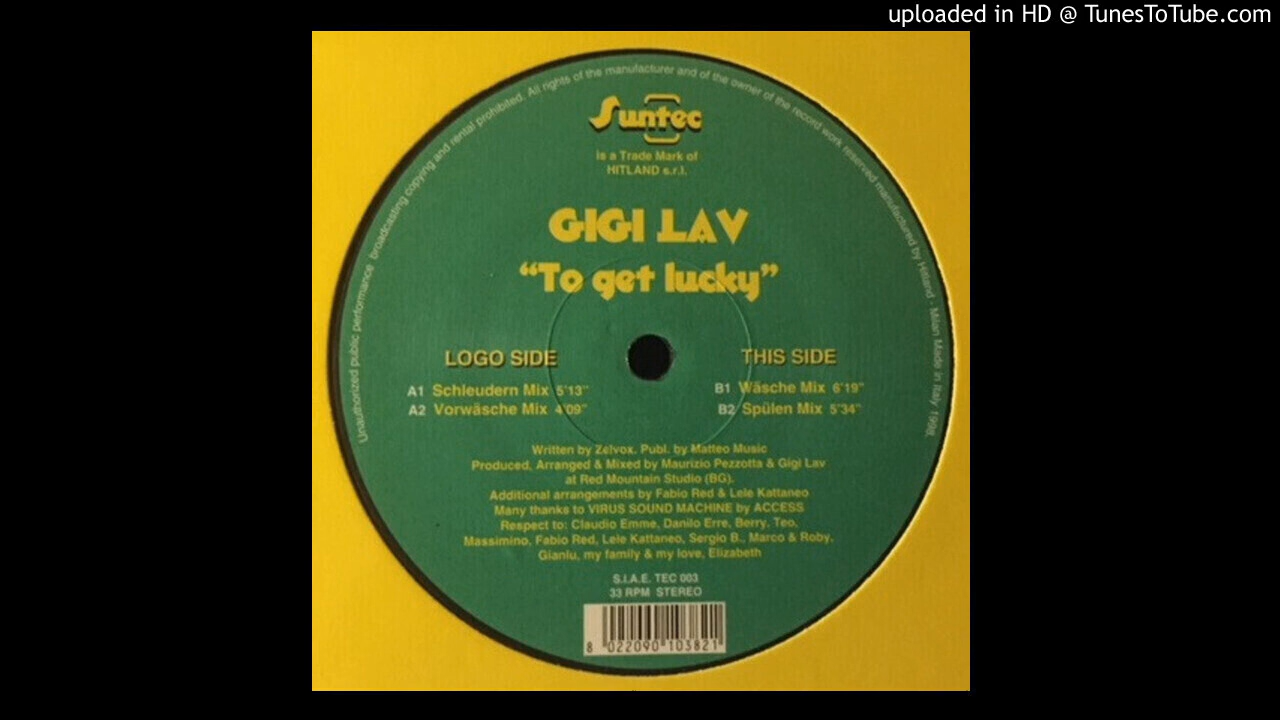 uploaded in HD @ TunesToTube.com
Unauthorized public performance broadcasting copying and rental prohibited. All rights of the manufacturer and of the owner of the record work reserved manufactured by Hitland - Milan Made in Italy 1998.
Suntec
is a Trade Mark of
HITLAND s.r.l.
GIGI LAV
“To get lucky”
LOGO SIDE
A1 Schleudern Mix 5'13"
A2 Vorwäsche Mix 4'09"
THIS SIDE
B1 Wäsche Mix 6'19"
B2 Spülen Mix 5'34"
Written by Zelvox. Publ. by Matteo Music
Produced, Arranged & Mixed by Maurizio Pezzotta & Gigi Lav
at Red Mountain Studio (BG).
Additional arrangements by Fabio Red & Lele Kattaneo
Many thanks to VIRUS SOUND MACHINE by ACCESS
Respect to: Claudio Emme, Danilo Erre, Berry, Teo,
Massimino, Fabio Red, Lele Kattaneo, Sergio B., Marco & Roby,
Gianlu, my family & my love, Elizabeth
S.I.A.E. TEC 003
33 RPM STEREO
8 022090 103821